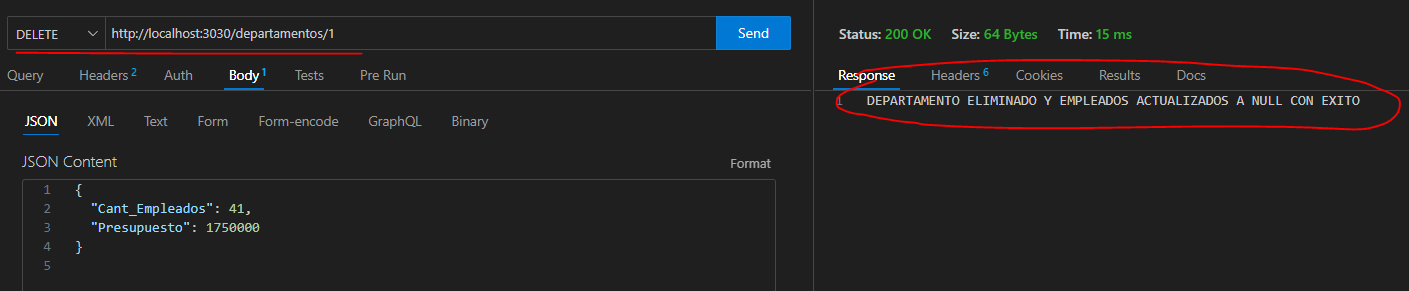 DELETE http://localhost:3030/departamentos/1 Send
Query Headers 2 Auth Body 1 Tests Pre Run
JSON XML Text Form Form-encode GraphQL Binary
JSON Content Format
1 {
2 "Cant_Empleados": 41,
3 "Presupuesto": 1750000
4 }
5
Status: 200 OK Size: 64 Bytes Time: 15 ms
Response Headers 6 Cookies Results Docs
1 DEPARTAMENTO ELIMINADO Y EMPLEADOS ACTUALIZADOS A NULL CON EXITO